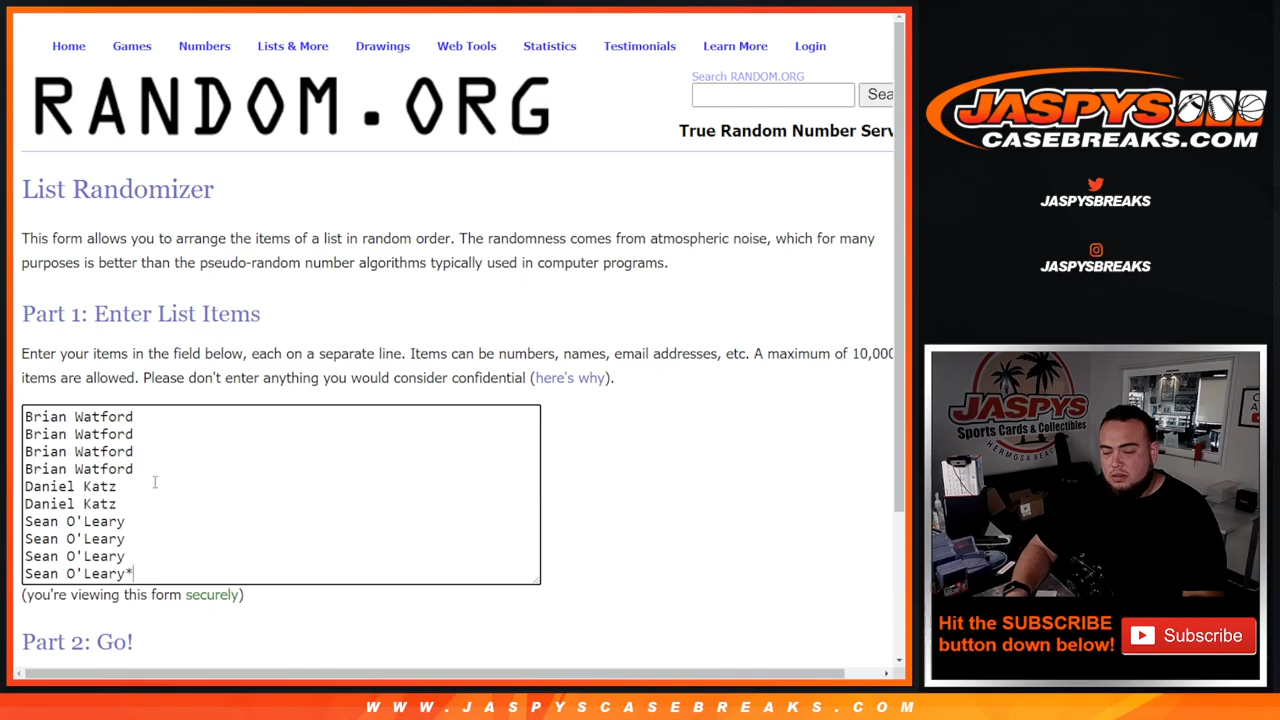 Home Games Numbers Lists & More Drawings Web Tools Statistics Testimonials Learn More Login
RANDOM.ORG
Search RANDOM.ORG
Sea
True Random Number Serv
List Randomizer
This form allows you to arrange the items of a list in random order. The randomness comes from atmospheric noise, which for many
purposes is better than the pseudo-random number algorithms typically used in computer programs.
Part 1: Enter List Items
Enter your items in the field below, each on a separate line. Items can be numbers, names, email addresses, etc. A maximum of 10,000
items are allowed. Please don't enter anything you would consider confidential (here's why).
Brian Watford
Brian Watford
Brian Watford
Brian Watford
Daniel Katz
Daniel Katz
Sean O'Leary
Sean O'Leary
Sean O'Leary
Sean O'Leary*
(you're viewing this form securely)
Part 2: Go!
JASPYS
CASEBREAKS.COM
JASPYSBREAKS
JASPYSBREAKS
JASPYS
Sports Cards & Collectibles
HERMOSA BEACH
Hit the SUBSCRIBE
button down below!
Subscribe
WWW.JASPYSCASEBREAKS.COM